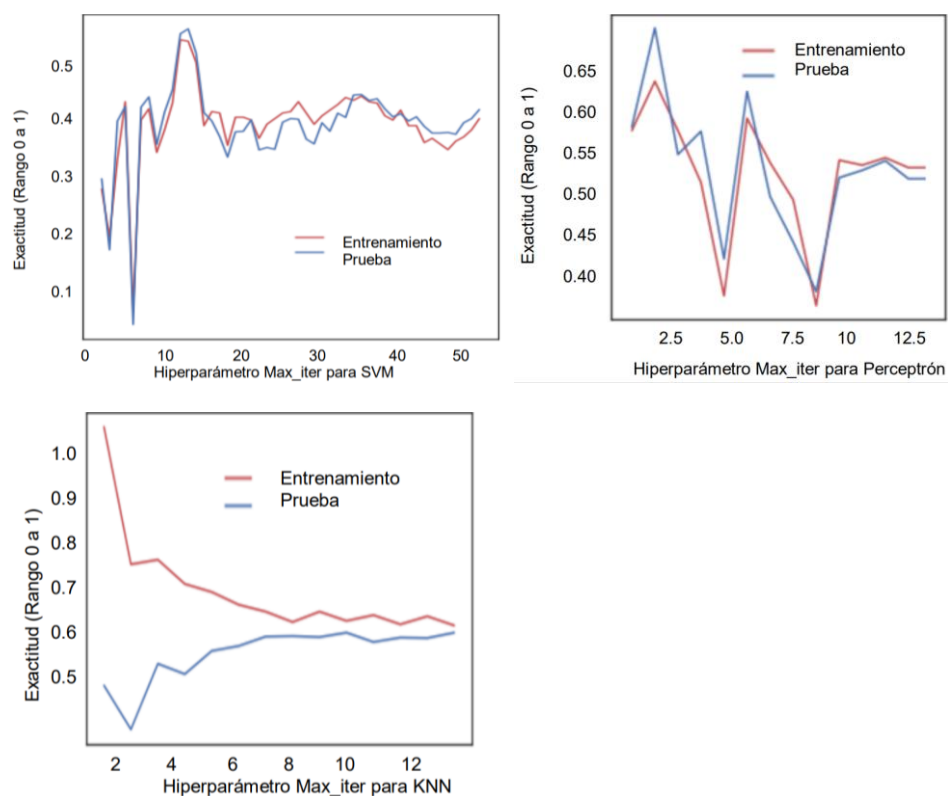 Exactitud (Rango 0 a 1)
0.5
0.4
0.3
0.2
0.1
Entrenamiento
Prueba
0 10 20 30 40 50
Hiperparámetro Max_iter para SVM
Exactitud (Rango 0 a 1)
0.65
0.60
0.55
0.50
0.45
0.40
Entrenamiento
Prueba
2.5 5.0 7.5 10 12.5
Hiperparámetro Max_iter para Perceptrón
Exactitud (Rango 0 a 1)
1.0
0.9
0.8
0.7
0.6
0.5
Entrenamiento
Prueba
2 4 6 8 10 12
Hiperparámetro Max_iter para KNN